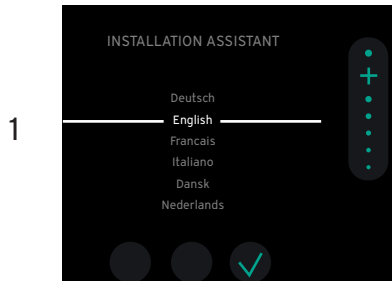 INSTALLATION ASSISTANT
1
Deutsch
English
Francais
Italiano
Dansk
Nederlands